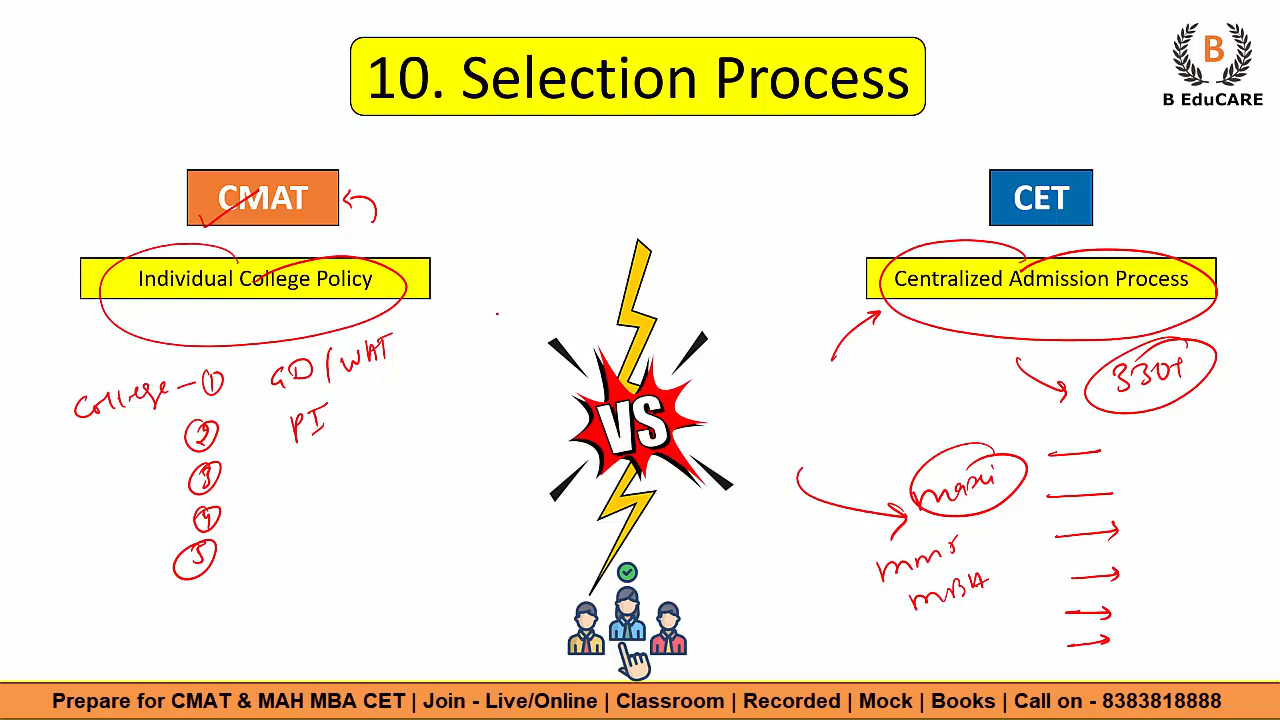 10. Selection Process
B
B EduCARE
CMAT
CET
Individual College Policy
Centralized Admission Process
College - ①
GD / WAT
PI
②
③
④
⑤
VS
330+
MMS
MBA
Prepare for CMAT & MAH MBA CET | Join - Live/Online | Classroom | Recorded | Mock | Books | Call on - 8383818888